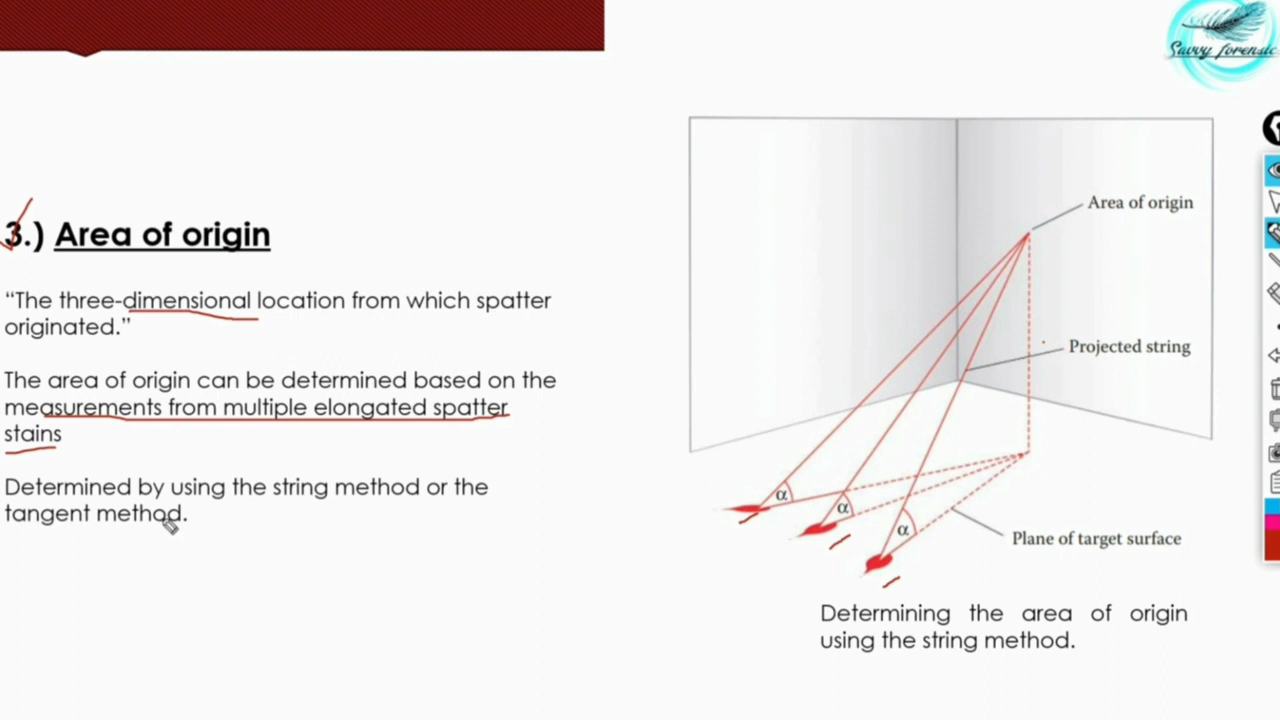 Savvy forensic
3.) Area of origin
“The three-dimensional location from which spatter
originated.”
The area of origin can be determined based on the
measurements from multiple elongated spatter
stains
Determined by using the string method or the
tangent method.
Area of origin
Projected string
α
α
α
Plane of target surface
Determining the area of origin
using the string method.